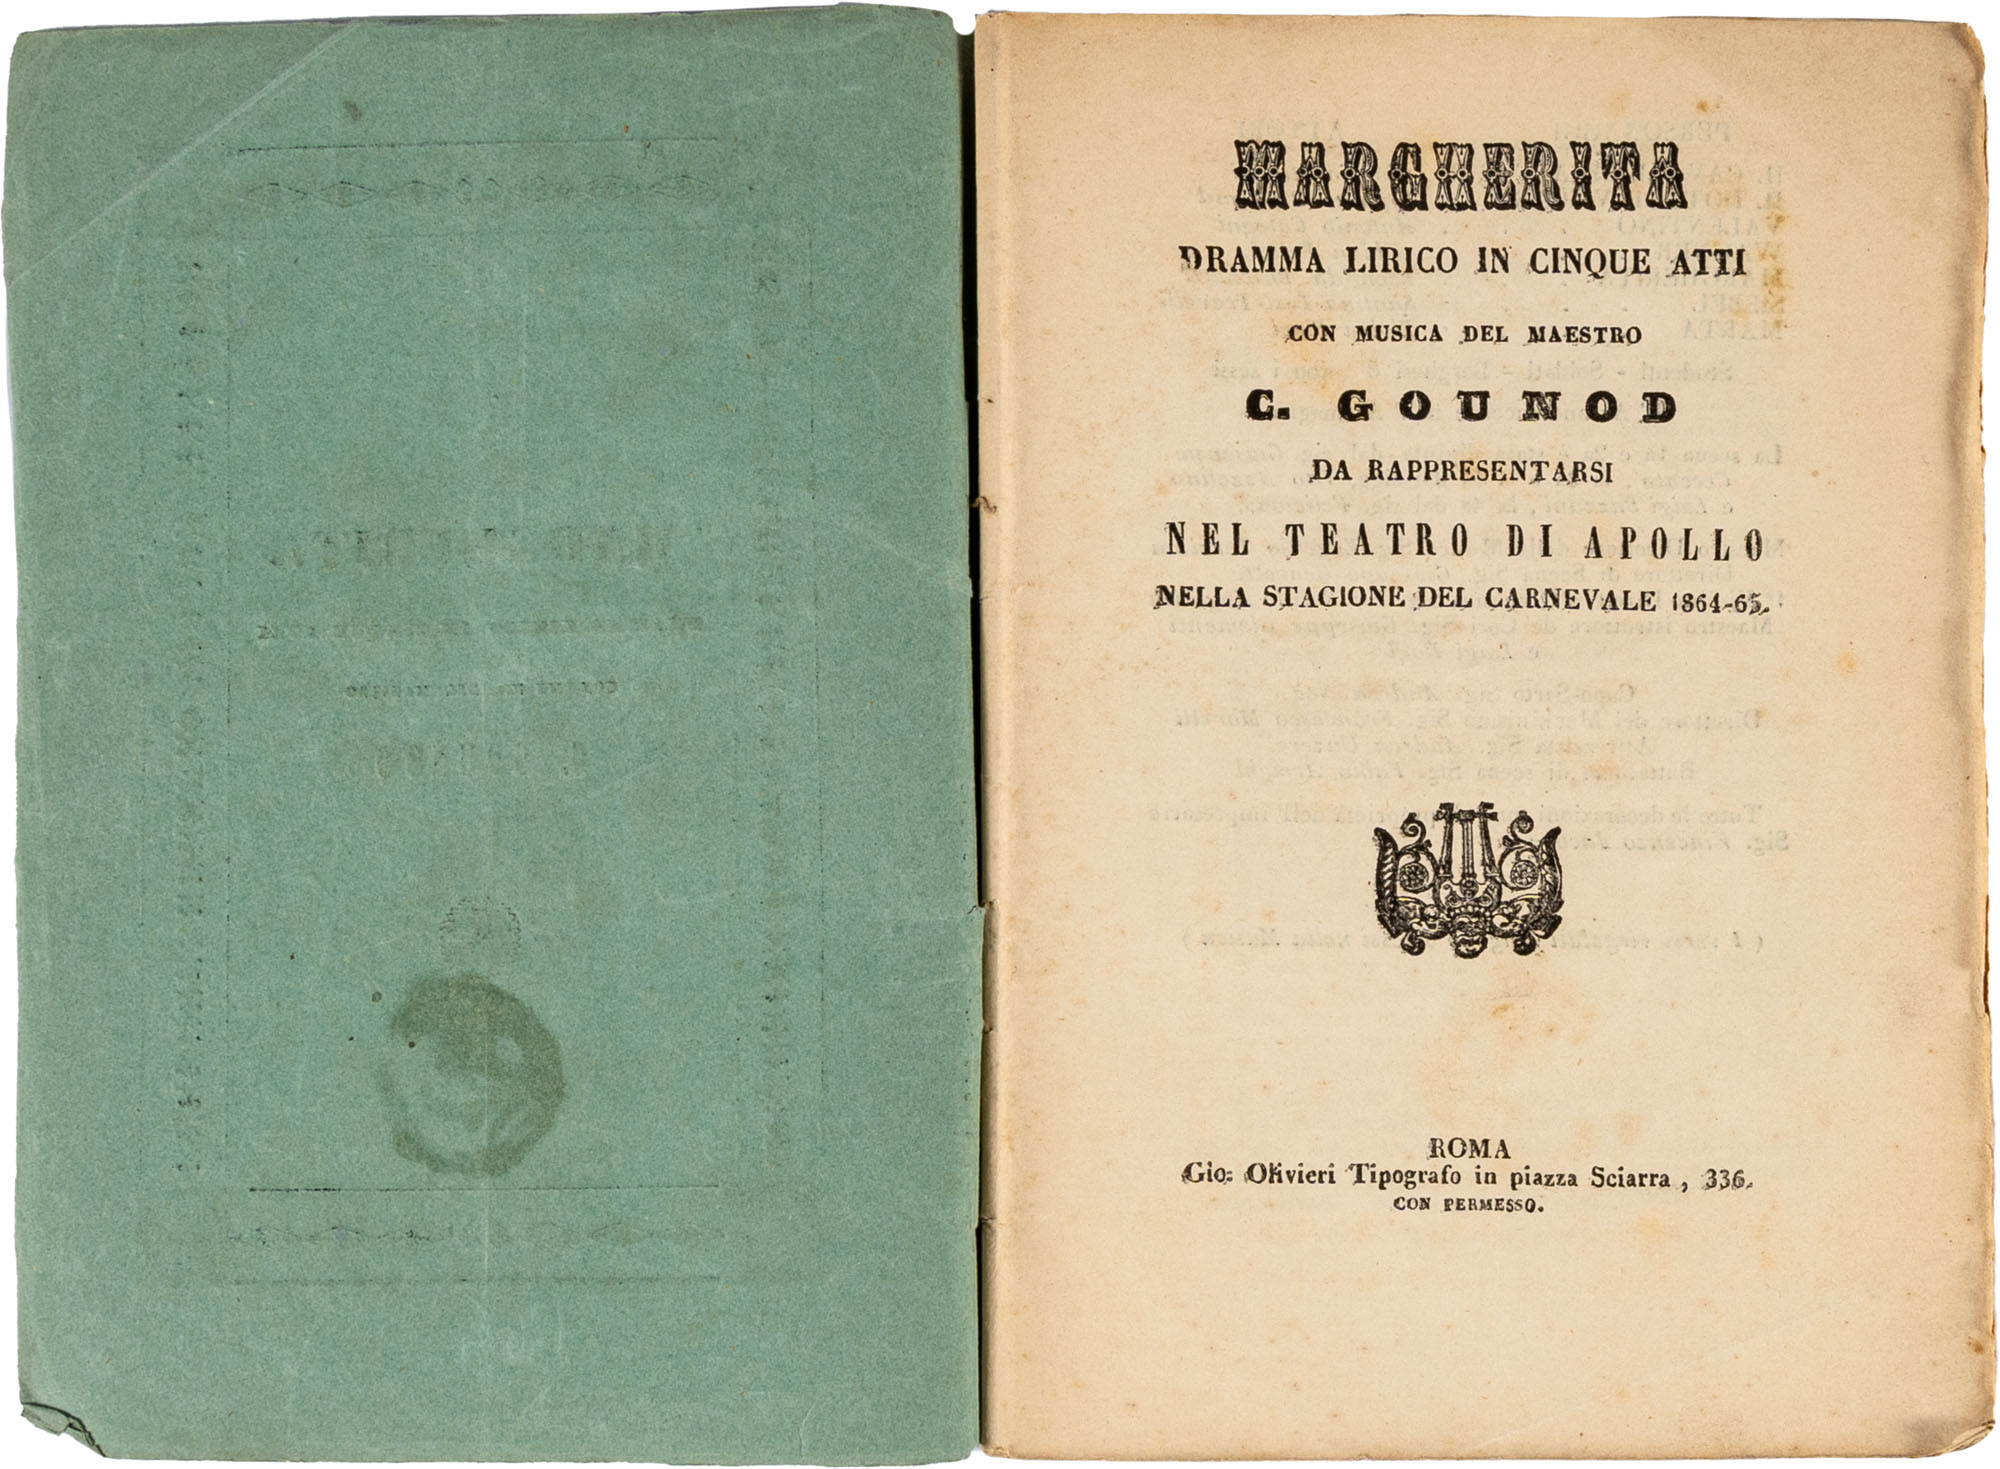 MARGHERITA
DRAMMA LIRICO IN CINQUE ATTI
CON MUSICA DEL MAESTRO
C. GOUNOD
DA RAPPRESENTARSI
NEL TEATRO DI APOLLO
NELLA STAGIONE DEL CARNEVALE 1864-65.
ROMA
Gio: Olivieri Tipografo in piazza Sciarra, 336.
CON PERMESSO.